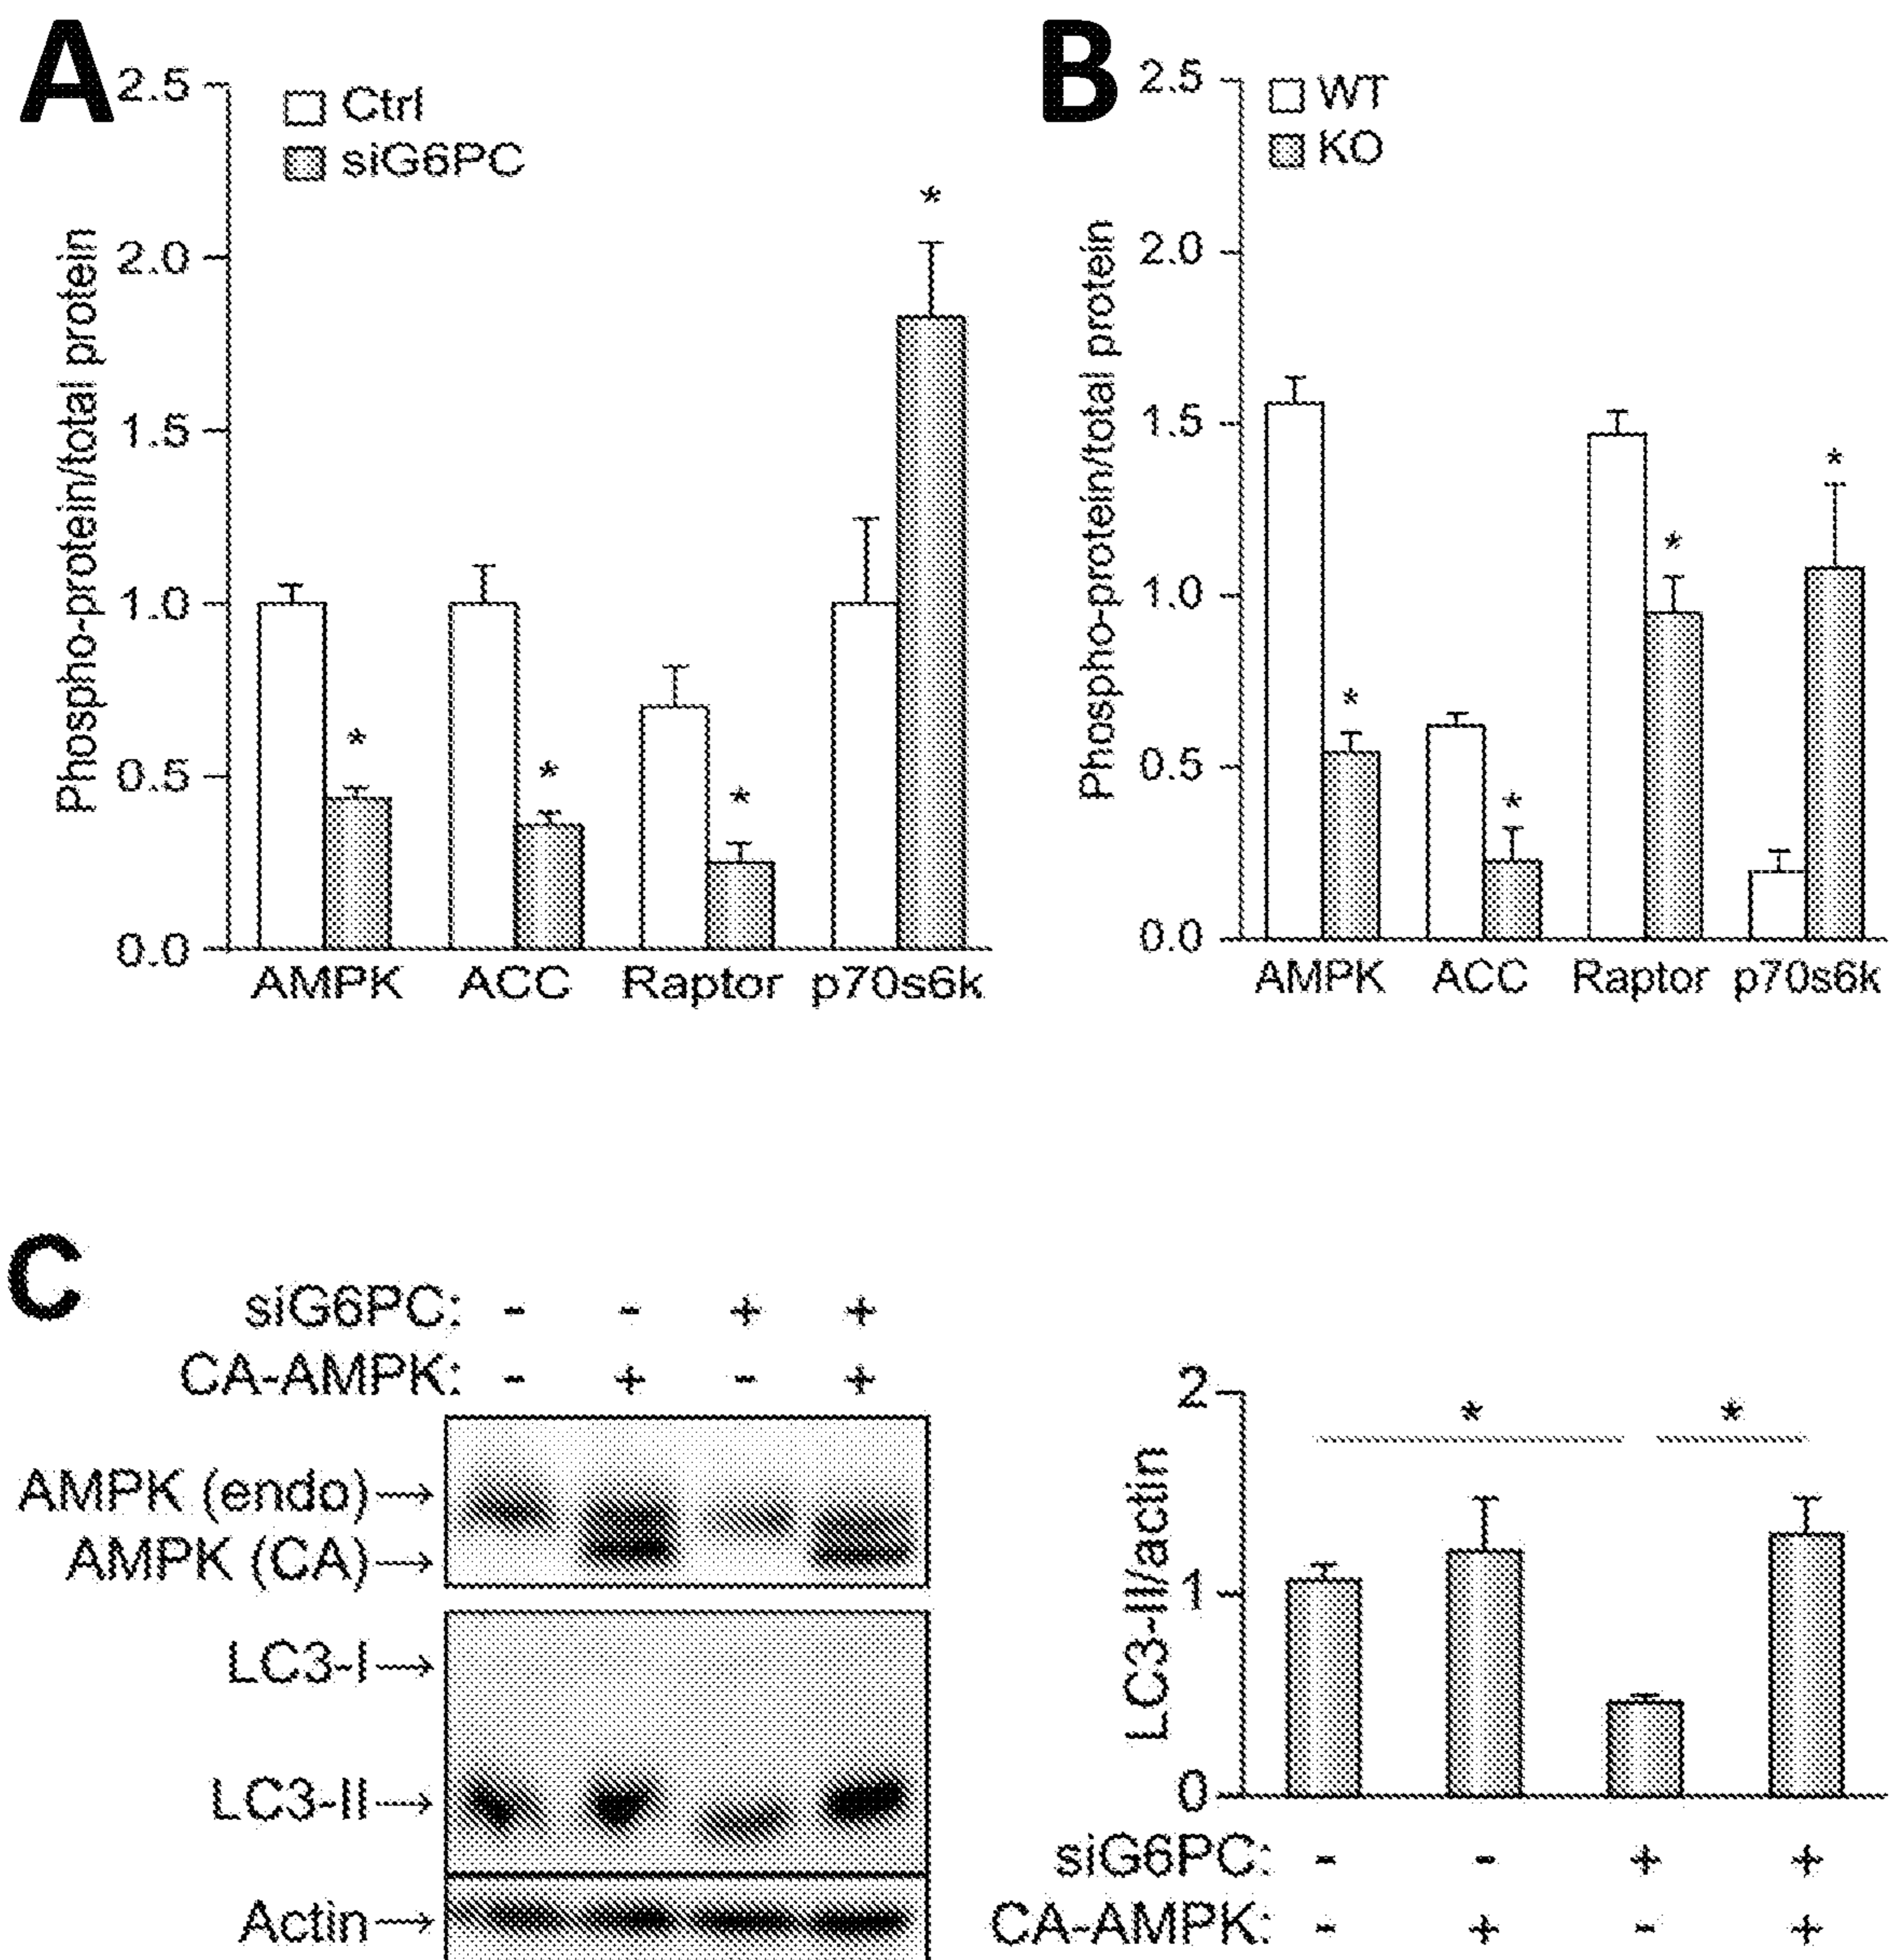 A
2.5
2.0
1.5
1.0
0.5
0.0
Phospho-protein/total protein
Ctrl
siG6PC
*
*
*
*
AMPK ACC Raptor p70s6k
B
2.5
2.0
1.5
1.0
0.5
0.0
Phospho-protein/total protein
WT
KO
*
*
*
*
AMPK ACC Raptor p70s6k
C
siG6PC: - - + +
CA-AMPK: - + - +
AMPK (endo)→
AMPK (CA)→
LC3-I→
LC3-II→
Actin→
2
1
0
LC3-II/actin
* *
siG6PC: - - + +
CA-AMPK: - + - +